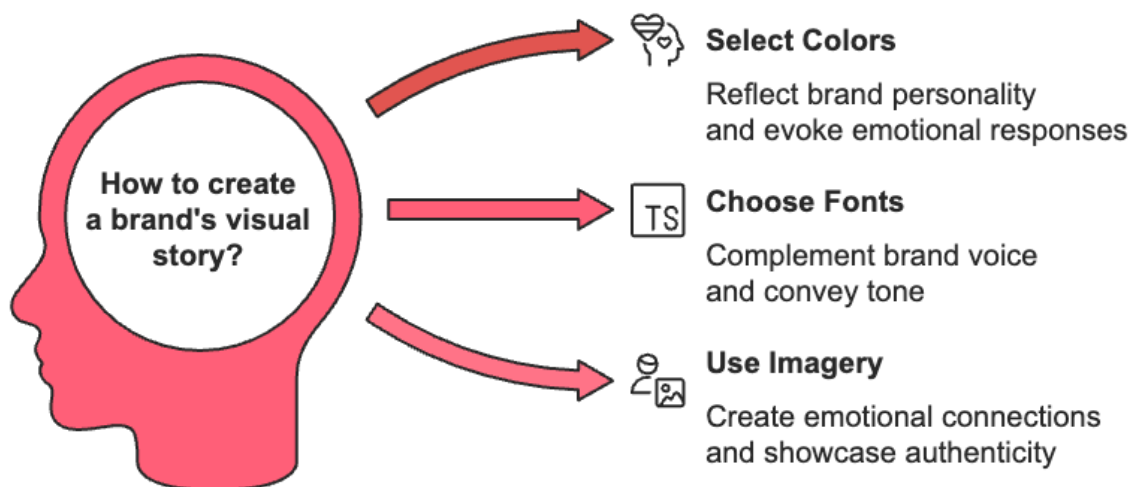 How to create
a brand's visual
story?
Select Colors
Reflect brand personality
and evoke emotional responses
TS
Choose Fonts
Complement brand voice
and convey tone
Use Imagery
Create emotional connections
and showcase authenticity